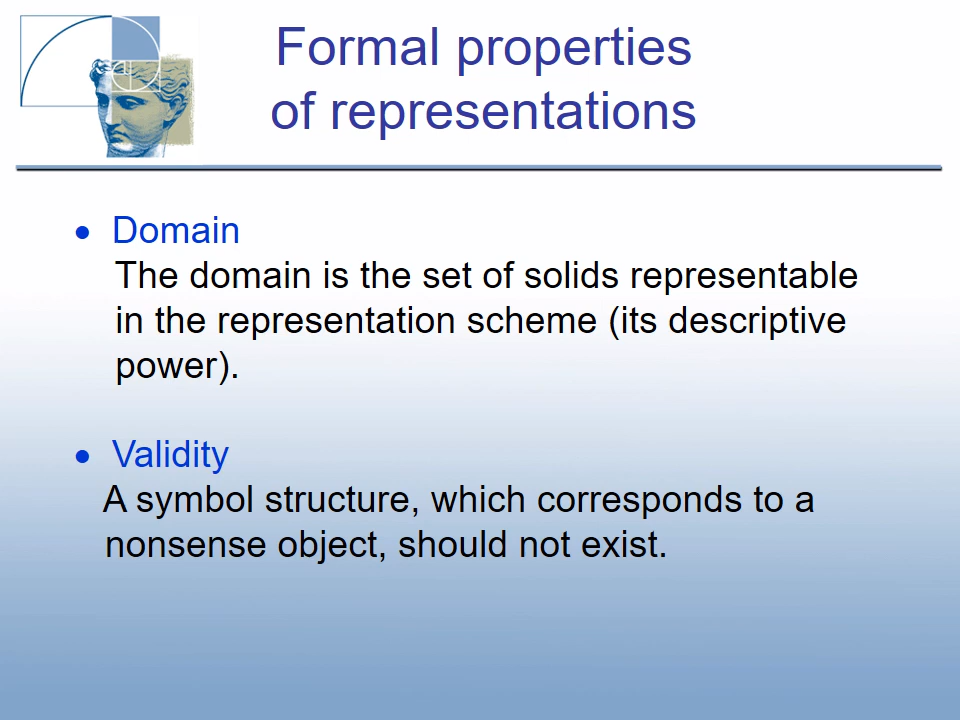 Formal properties
of representations
• Domain
The domain is the set of solids representable
in the representation scheme (its descriptive
power).
• Validity
A symbol structure, which corresponds to a
nonsense object, should not exist.